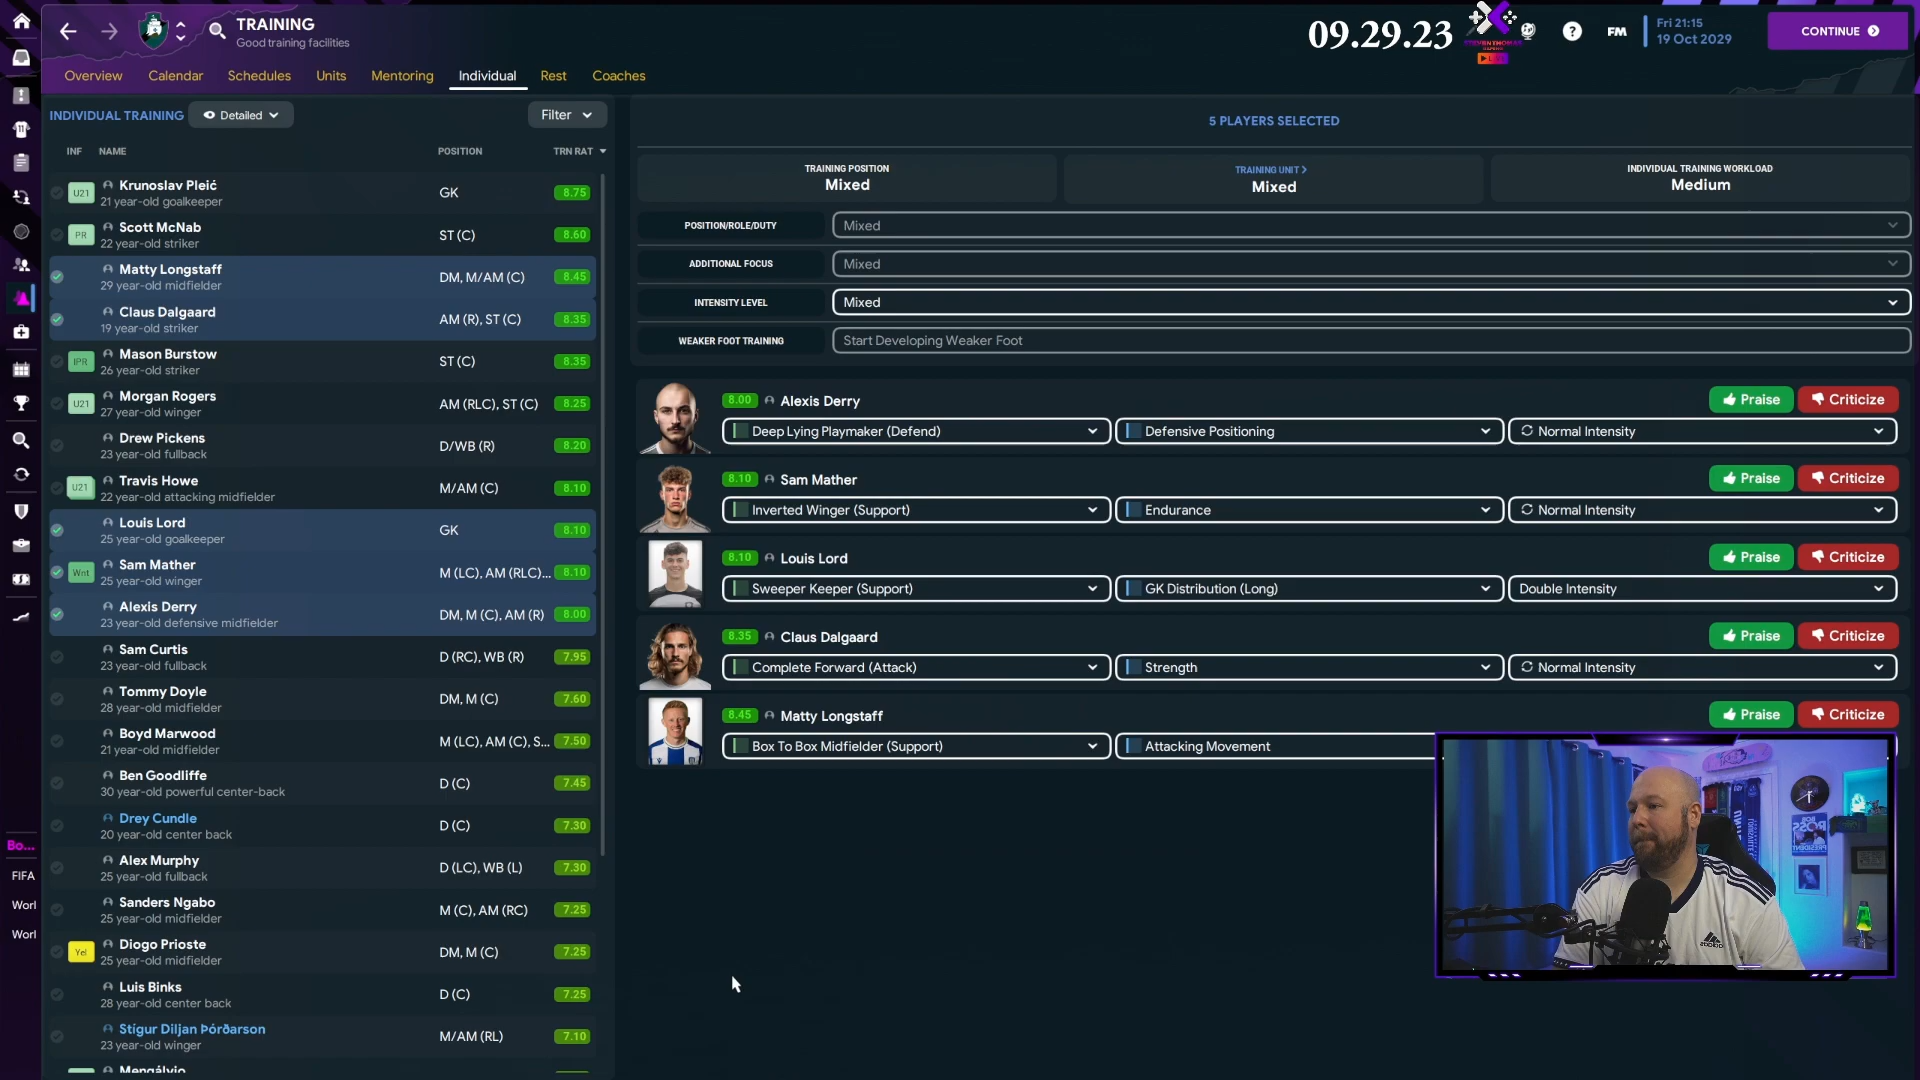 TRAINING
Good training facilities
09.29.23
FM
Fri 21:15
19 Oct 2029
CONTINUE
Overview
Calendar
Schedules
Units
Mentoring
Individual
Rest
Coaches
INDIVIDUAL TRAINING
Detailed
Filter
INF NAME POSITION TRN RAT
U21 Krunoslav Pleić GK 8.75
21 year-old goalkeeper
PR Scott McNab ST (C) 8.60
22 year-old striker
Matty Longstaff DM, M/AM (C) 8.45
29 year-old midfielder
Claus Dalgaard AM (R), ST (C) 8.35
19 year-old striker
IPR Mason Burstow ST (C) 8.35
26 year-old striker
U21 Morgan Rogers AM (RLC), ST (C) 8.25
27 year-old winger
Drew Pickens D/WB (R) 8.20
23 year-old fullback
U21 Travis Howe M/AM (C) 8.10
22 year-old attacking midfielder
Louis Lord GK 8.10
25 year-old goalkeeper
Wnt Sam Mather M (LC), AM (RLC)... 8.10
25 year-old winger
Alexis Derry DM, M (C), AM (R) 8.00
23 year-old defensive midfielder
Sam Curtis D (RC), WB (R) 7.95
23 year-old fullback
Tommy Doyle DM, M (C) 7.60
28 year-old midfielder
Boyd Marwood M (LC), AM (C), S... 7.50
21 year-old midfielder
Ben Goodliffe D (C) 7.45
30 year-old powerful center-back
Drey Cundle D (C) 7.30
20 year-old center back
Alex Murphy D (LC), WB (L) 7.30
25 year-old fullback
Sanders Ngabo M (C), AM (RC) 7.25
25 year-old midfielder
Yel Diogo Prioste DM, M (C) 7.25
25 year-old midfielder
Luis Binks D (C) 7.25
28 year-old center back
Stígur Diljan Þórðarson M/AM (RL) 7.10
23 year-old winger
Mengálvio
Bo...
FIFA
Worl
Worl
5 PLAYERS SELECTED
TRAINING POSITION
Mixed
TRAINING UNIT
Mixed
INDIVIDUAL TRAINING WORKLOAD
Medium
POSITION/ROLE/DUTY Mixed
ADDITIONAL FOCUS Mixed
INTENSITY LEVEL Mixed
WEAKER FOOT TRAINING Start Developing Weaker Foot
8.00 Alexis Derry Praise Criticize
Deep Lying Playmaker (Defend) Defensive Positioning Normal Intensity
8.10 Sam Mather Praise Criticize
Inverted Winger (Support) Endurance Normal Intensity
8.10 Louis Lord Praise Criticize
Sweeper Keeper (Support) GK Distribution (Long) Double Intensity
8.35 Claus Dalgaard Praise Criticize
Complete Forward (Attack) Strength Normal Intensity
8.45 Matty Longstaff Praise Criticize
Box To Box Midfielder (Support) Attacking Movement
BOB
ROSS
PRESIDENT
adidas